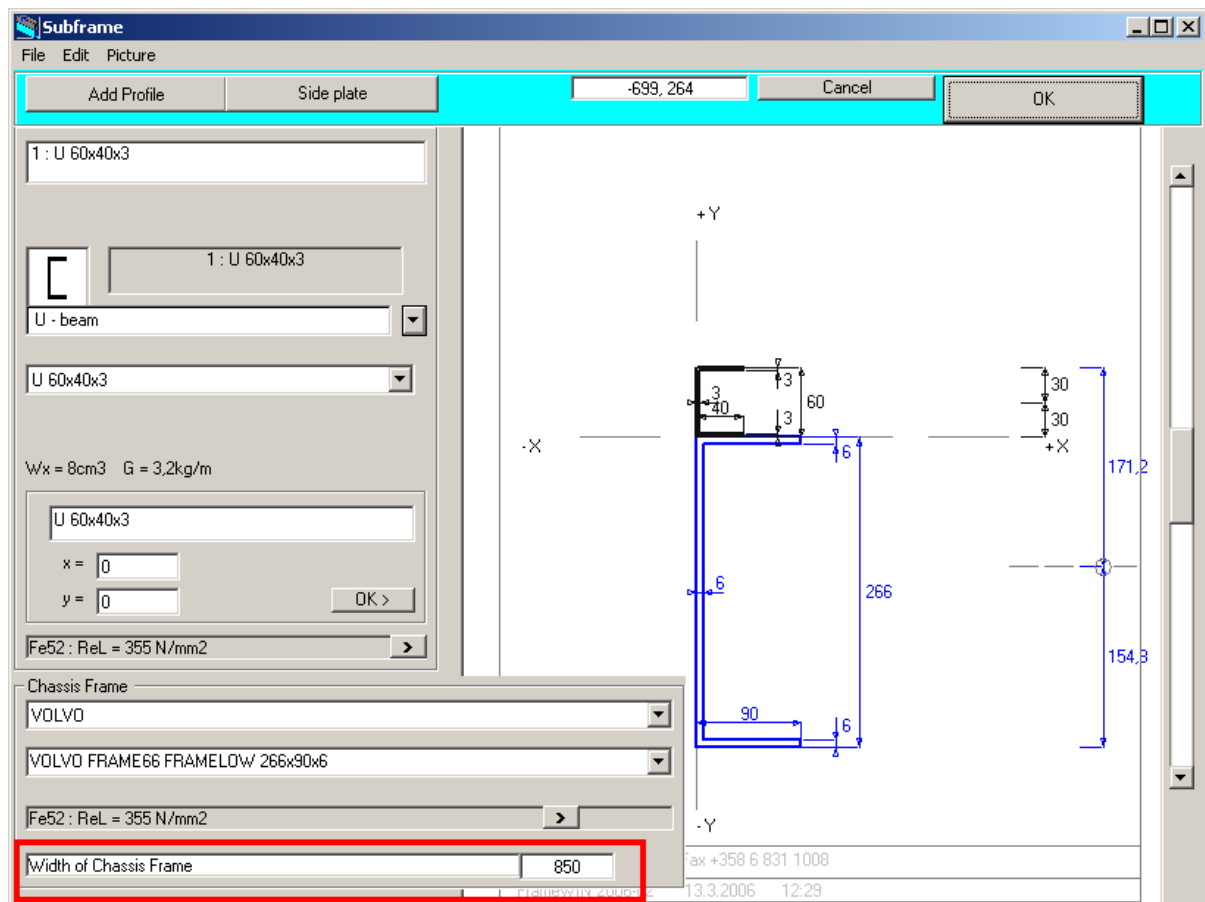 Subframe
File Edit Picture
Add Profile Side plate -699, 264 Cancel OK
1 : U 60x40x3
1 : U 60x40x3
U - beam
U 60x40x3
Wx = 8cm3 G = 3,2kg/m
U 60x40x3
x = 0
y = 0 OK >
Fe52 : ReL = 355 N/mm2 >
Chassis Frame
VOLVO
VOLVO FRAME66 FRAMELOW 266x90x6
Fe52 : ReL = 355 N/mm2 >
Width of Chassis Frame 850
+Y
3
3
40
60
3
30
30
-X
+X
6
171,2
6
266
154,8
90
6
-Y
Fax +358 6 831 1008
13.3.2006 12:29